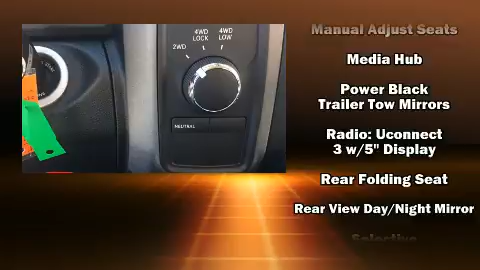 4WD 4WD
LOCK LOW
2WD
NEUTRAL
Manual Adjust Seats
Media Hub
Power Black
Trailer Tow Mirrors
Radio: Uconnect
3 w/5" Display
Rear Folding Seat
Rear View Day/Night Mirror
Selective